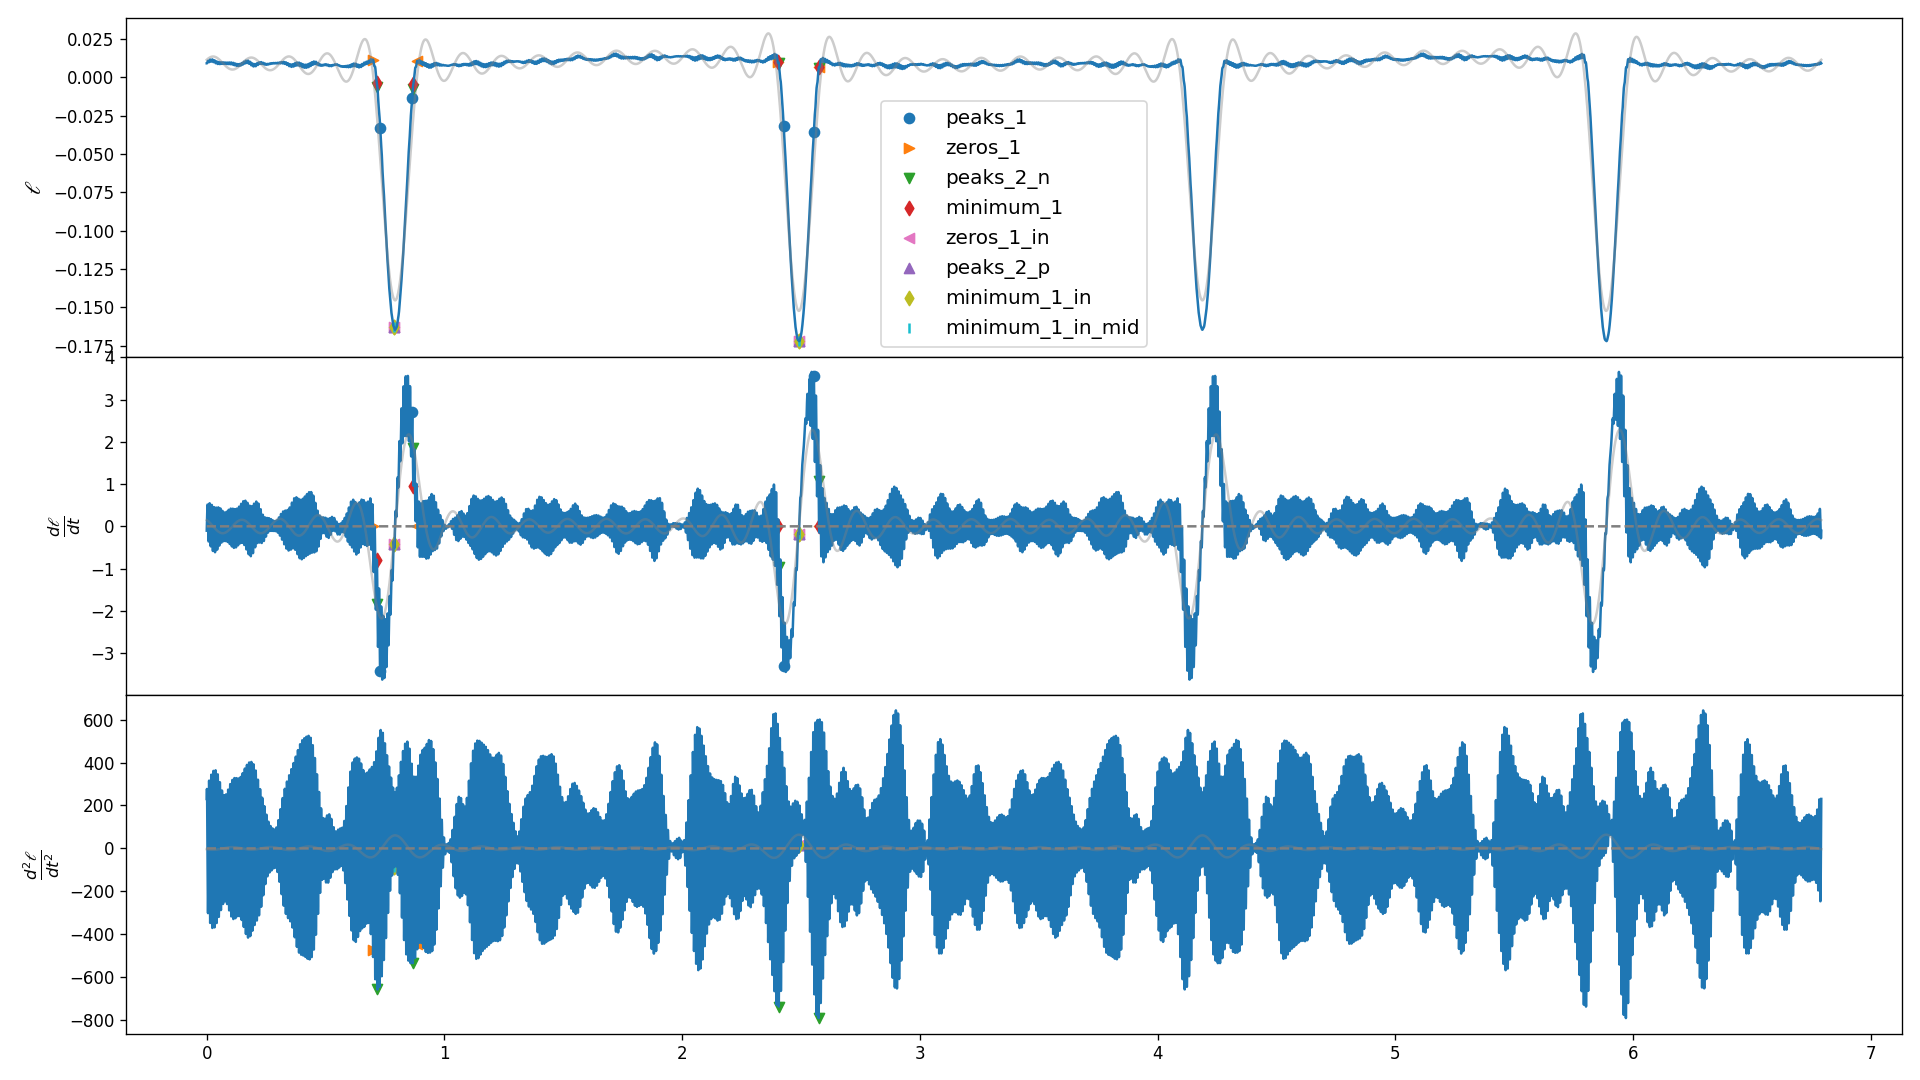 0.025
0.000
−0.025
−0.050
−0.075
−0.100
−0.125
−0.150
−0.175
ℓ
peaks_1
zeros_1
peaks_2_n
minimum_1
zeros_1_in
peaks_2_p
minimum_1_in
minimum_1_in_mid
4
3
2
1
0
−1
−2
−3
dℓ
dt
600
400
200
0
−200
−400
−600
−800
d²ℓ
dt²
0 1 2 3 4 5 6 7